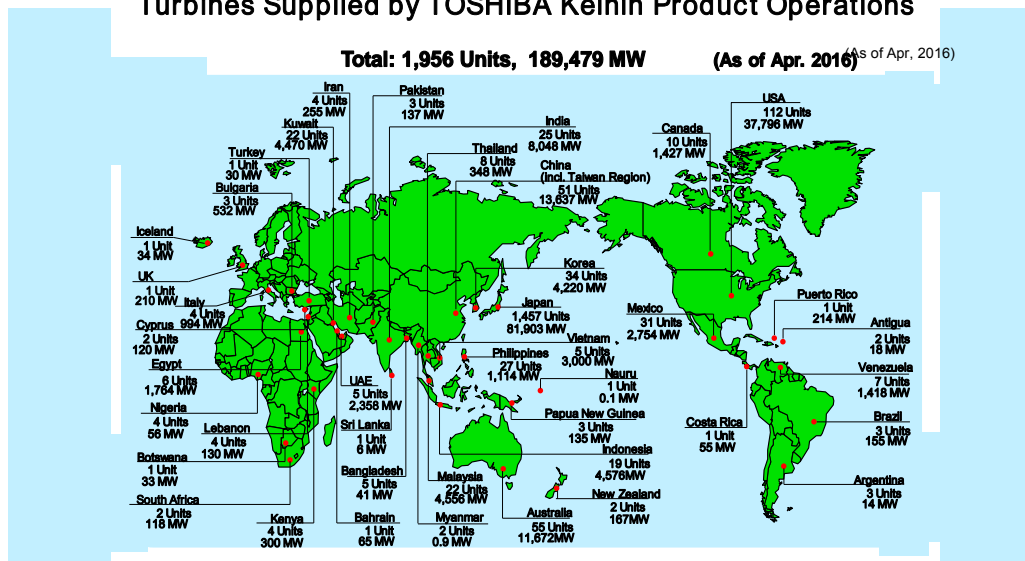 Turbines Supplied by TOSHIBA Keihin Product Operations
Total: 1,956 Units, 189,479 MW
(As of Apr. 2016)
(As of Apr, 2016)
Iran
4 Units
255 MW
Pakistan
3 Units
137 MW
USA
112 Units
37,796 MW
Kuwait
22 Units
4,470 MW
India
25 Units
8,048 MW
Canada
10 Units
1,427 MW
Turkey
1 Unit
30 MW
Thailand
8 Units
348 MW
China
(Incl. Taiwan Region)
51 Units
13,637 MW
Bulgaria
3 Units
532 MW
Iceland
1 Unit
34 MW
UK
1 Unit
210 MW
Korea
34 Units
4,220 MW
Italy
4 Units
994 MW
Japan
1,457 Units
81,903 MW
Mexico
31 Units
2,754 MW
Puerto Rico
1 Unit
214 MW
Antigua
2 Units
18 MW
Cyprus
2 Units
120 MW
Vietnam
5 Units
3,000 MW
Philippines
27 Units
1,114 MW
Egypt
6 Units
1,764 MW
Nauru
1 Unit
0.1 MW
Venezuela
7 Units
1,418 MW
UAE
5 Units
2,358 MW
Nigeria
4 Units
56 MW
Papua New Guinea
3 Units
135 MW
Costa Rica
1 Unit
55 MW
Brazil
3 Units
155 MW
Lebanon
4 Units
130 MW
Sri Lanka
1 Unit
6 MW
Indonesia
19 Units
4,576MW
Botswana
1 Unit
33 MW
Bangladesh
5 Units
41 MW
Malaysia
22 Units
4,556 MW
Argentina
3 Units
14 MW
South Africa
2 Units
118 MW
New Zealand
2 Units
167MW
Kenya
4 Units
300 MW
Bahrain
1 Unit
65 MW
Myanmar
2 Units
0.9 MW
Australia
55 Units
11,672MW